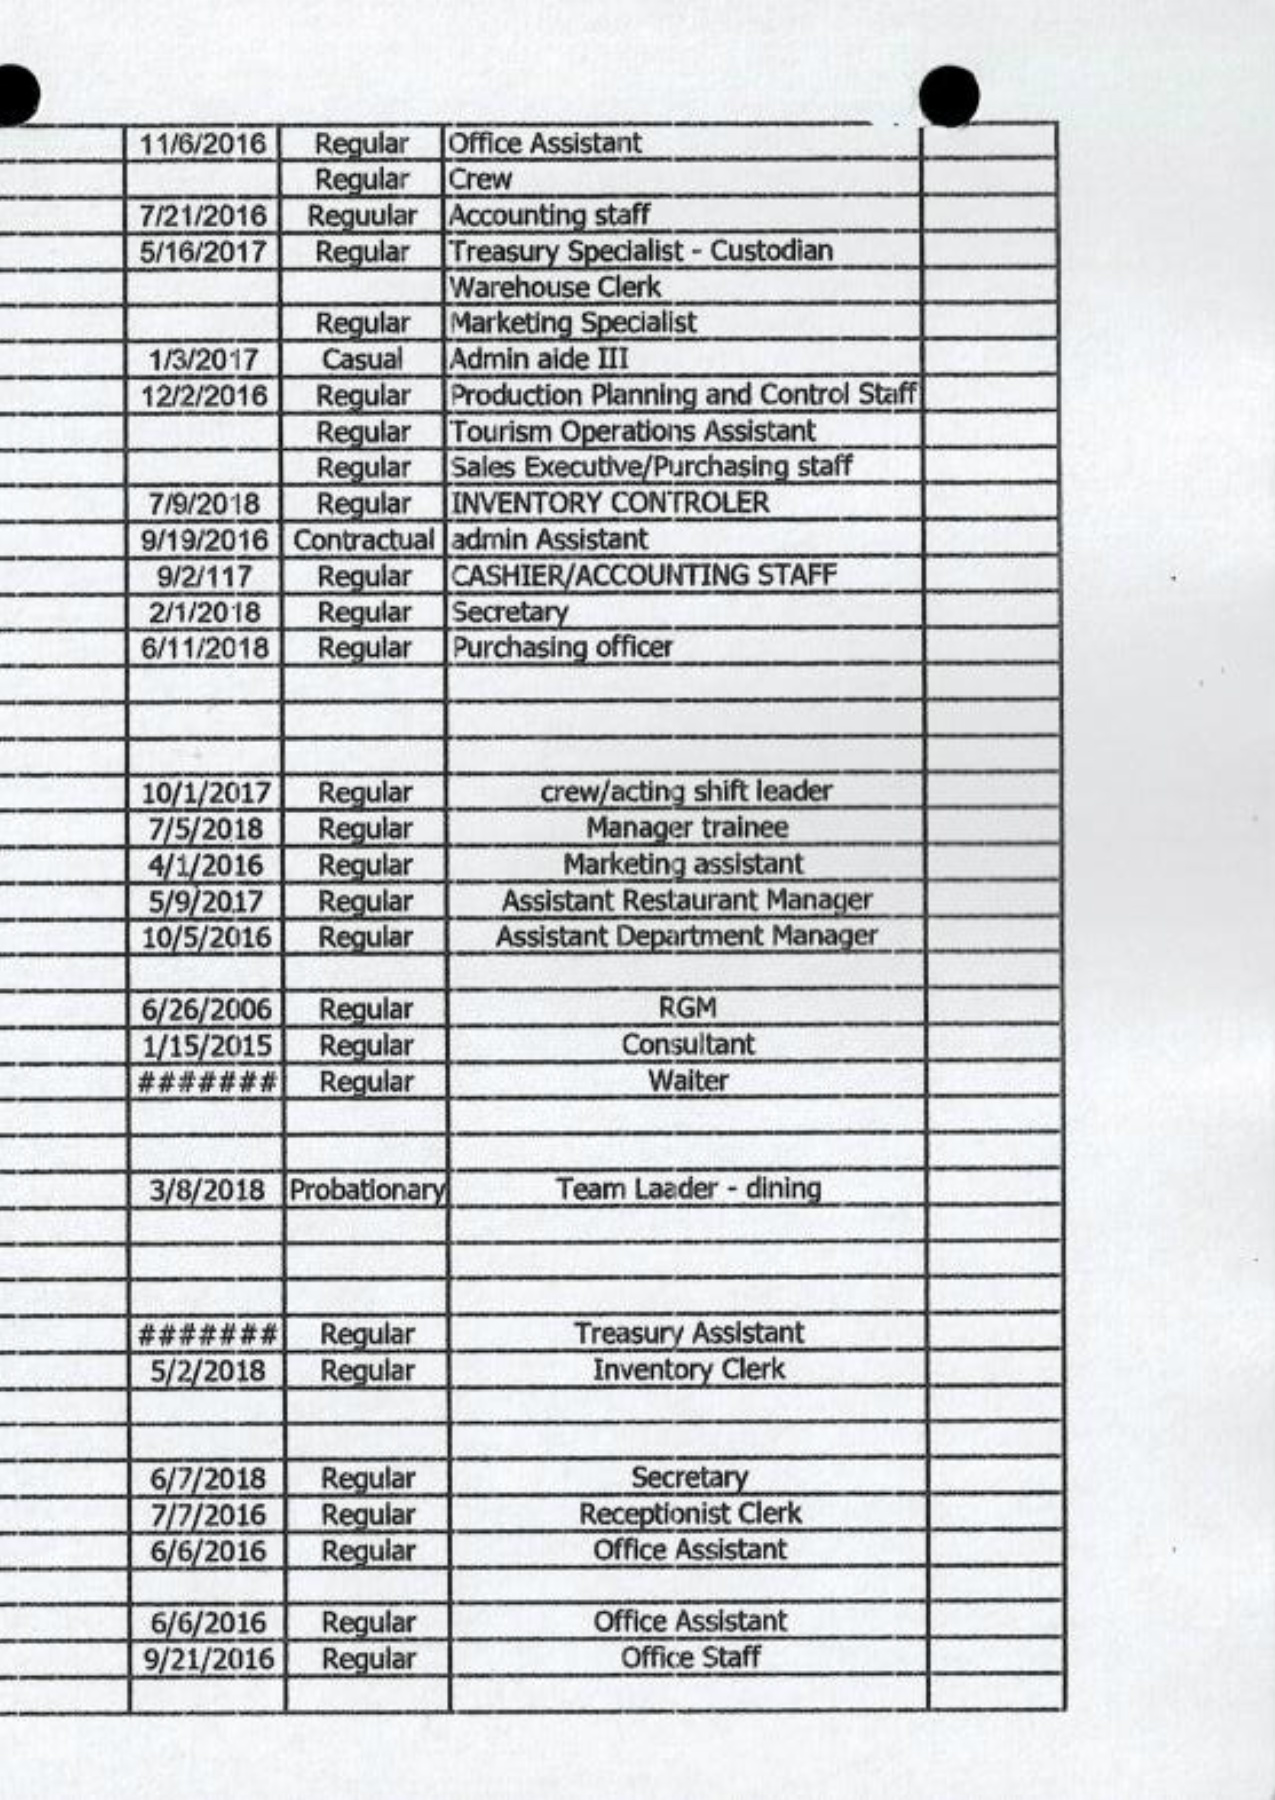 11/6/2016 Regular Office Assistant
Regular Crew
7/21/2016 Reguular Accounting staff
5/16/2017 Regular Treasury Specialist - Custodian
Warehouse Clerk
Regular Marketing Specialist
1/3/2017 Casual Admin aide III
12/2/2016 Regular Production Planning and Control Staff
Regular Tourism Operations Assistant
Regular Sales Executive/Purchasing staff
7/9/2018 Regular INVENTORY CONTROLER
9/19/2016 Contractual admin Assistant
9/2/117 Regular CASHIER/ACCOUNTING STAFF
2/1/2018 Regular Secretary
6/11/2018 Regular Purchasing officer
10/1/2017 Regular crew/acting shift leader
7/5/2018 Regular Manager trainee
4/1/2016 Regular Marketing assistant
5/9/2017 Regular Assistant Restaurant Manager
10/5/2016 Regular Assistant Department Manager
6/26/2006 Regular RGM
1/15/2015 Regular Consultant
####### Regular Waiter
3/8/2018 Probationary Team Laader - dining
####### Regular Treasury Assistant
5/2/2018 Regular Inventory Clerk
6/7/2018 Regular Secretary
7/7/2016 Regular Receptionist Clerk
6/6/2016 Regular Office Assistant
6/6/2016 Regular Office Assistant
9/21/2016 Regular Office Staff